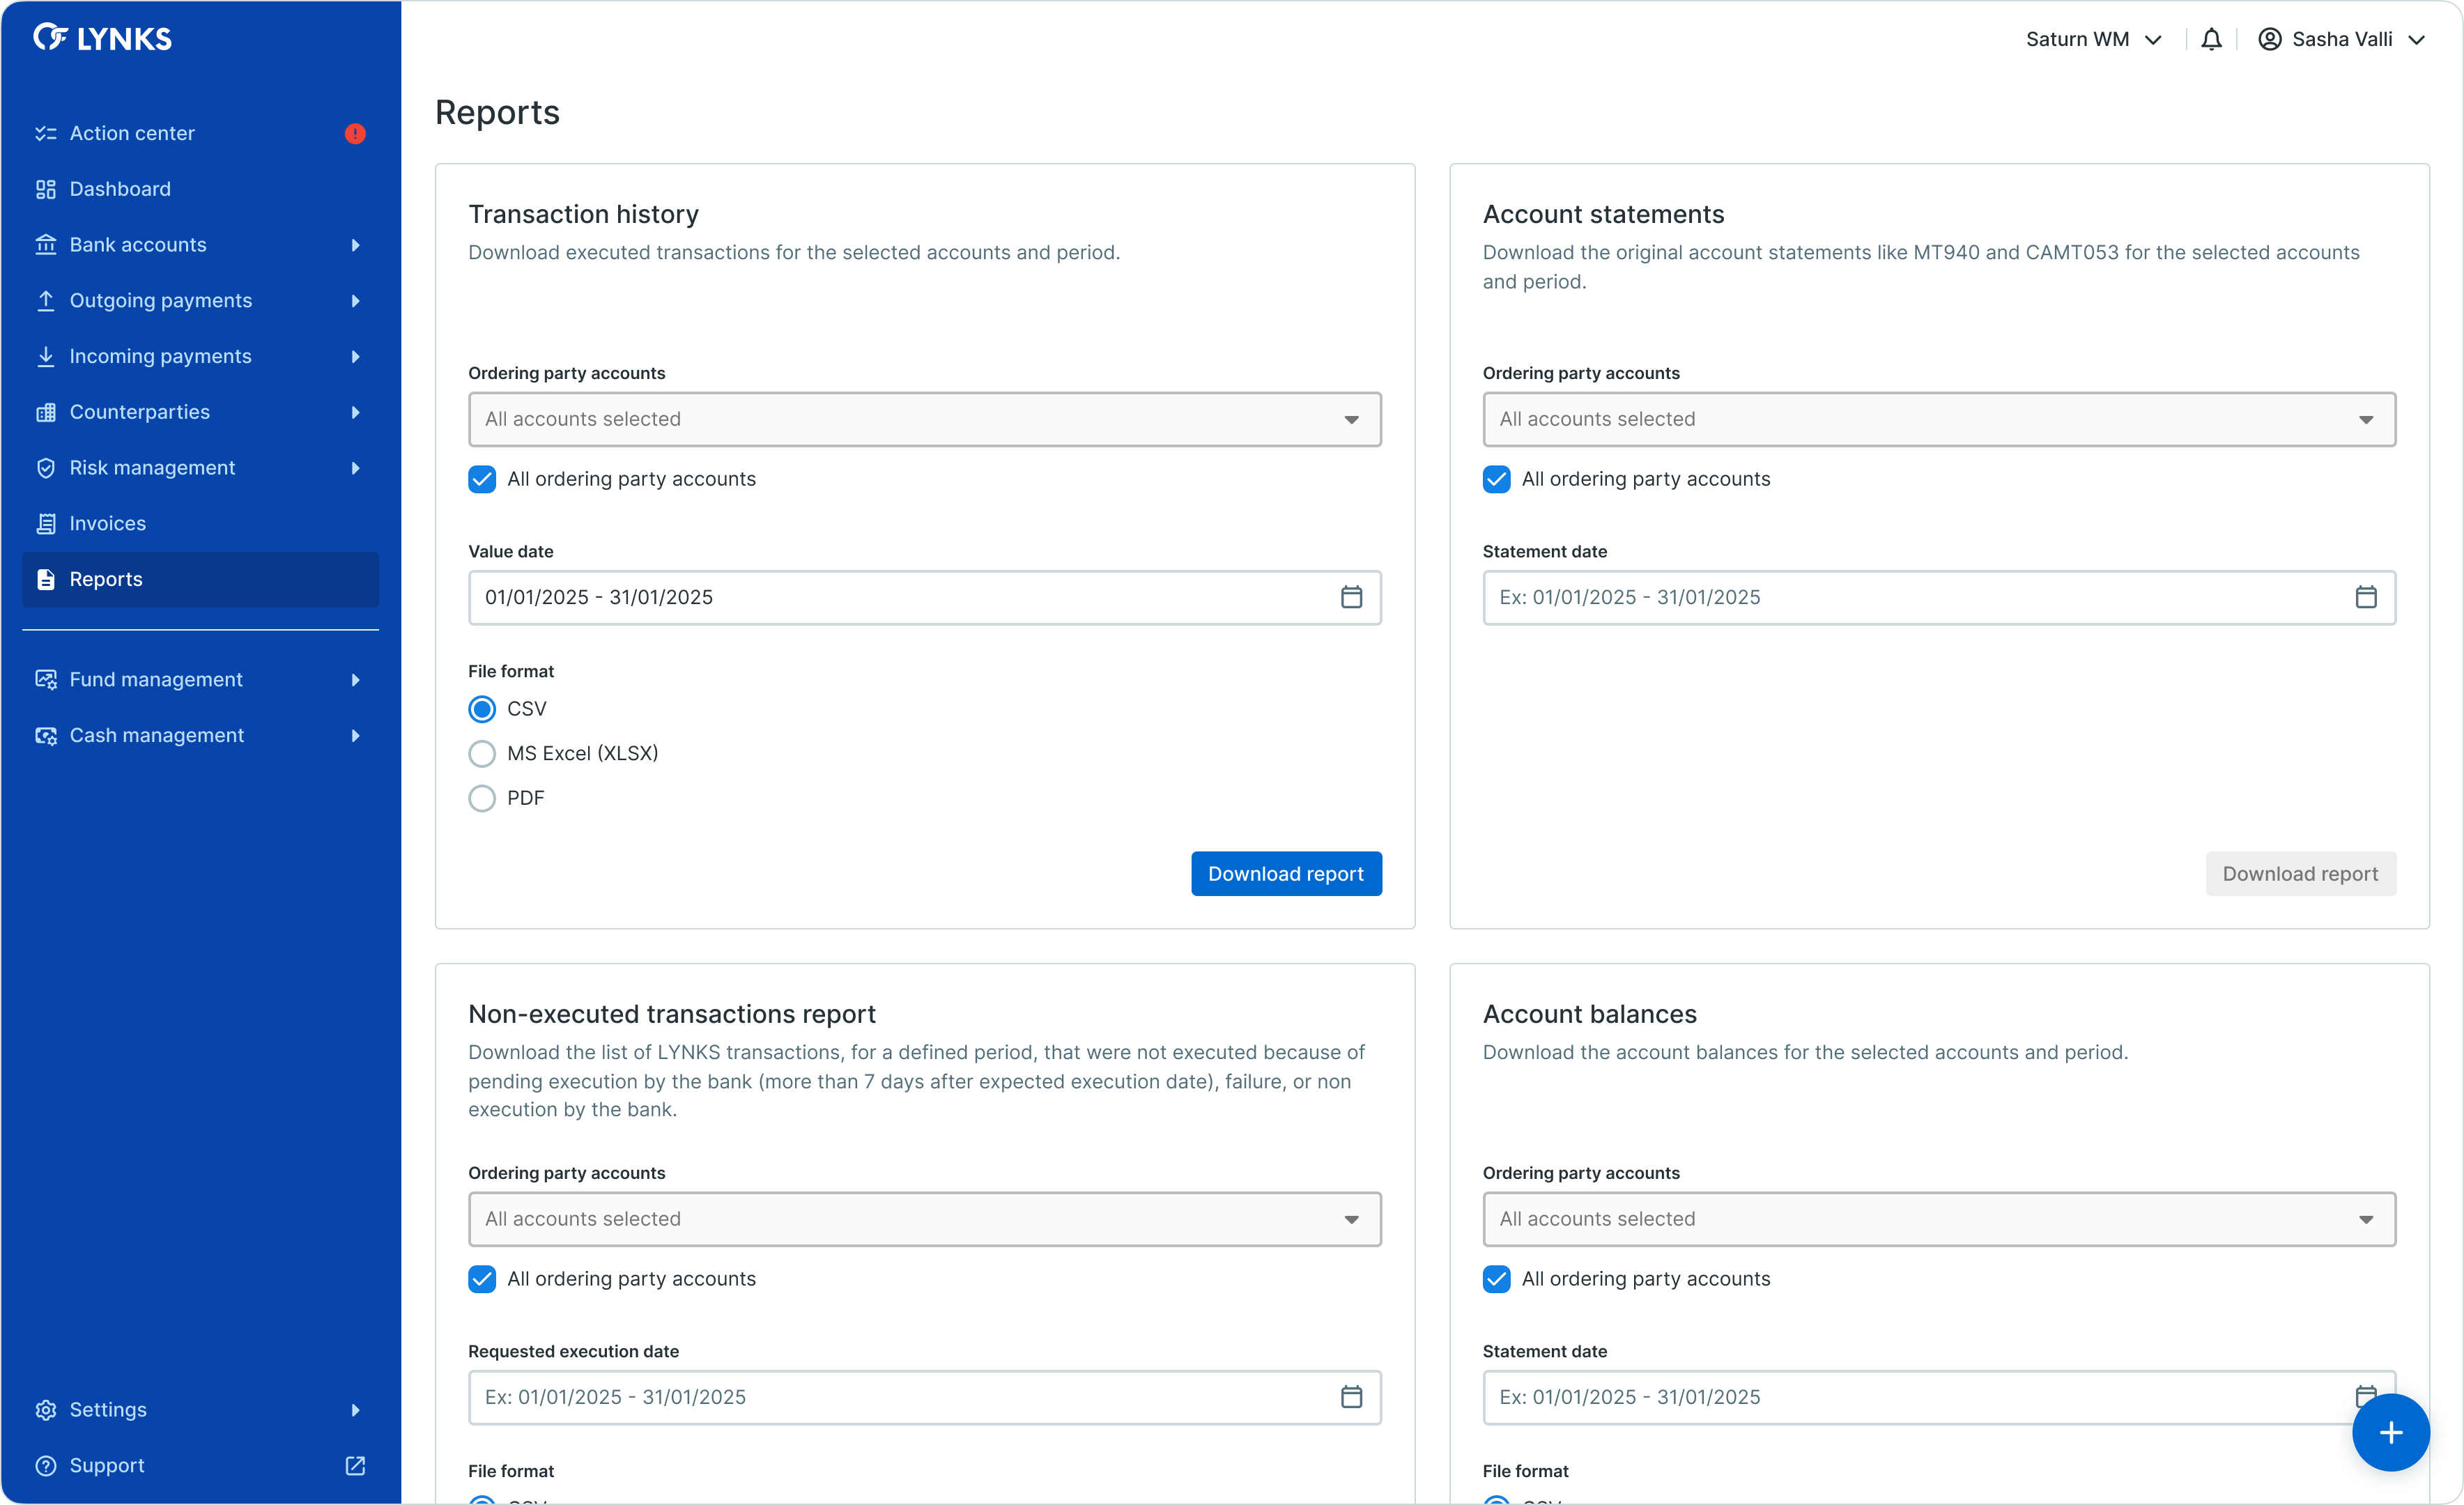 LYNKS
Action center
Dashboard
Bank accounts
Outgoing payments
Incoming payments
Counterparties
Risk management
Invoices
Reports
Fund management
Cash management
Settings
Support
Saturn WM
Sasha Valli
Reports
Transaction history
Download executed transactions for the selected accounts and period.
Ordering party accounts
All accounts selected
All ordering party accounts
Value date
01/01/2025 - 31/01/2025
File format
CSV
MS Excel (XLSX)
PDF
Download report
Account statements
Download the original account statements like MT940 and CAMT053 for the selected accounts
and period.
Ordering party accounts
All accounts selected
All ordering party accounts
Statement date
Ex: 01/01/2025 - 31/01/2025
Download report
Non-executed transactions report
Download the list of LYNKS transactions, for a defined period, that were not executed because of
pending execution by the bank (more than 7 days after expected execution date), failure, or non
execution by the bank.
Ordering party accounts
All accounts selected
All ordering party accounts
Requested execution date
Ex: 01/01/2025 - 31/01/2025
File format
Account balances
Download the account balances for the selected accounts and period.
Ordering party accounts
All accounts selected
All ordering party accounts
Statement date
Ex: 01/01/2025 - 31/01/2025
File format